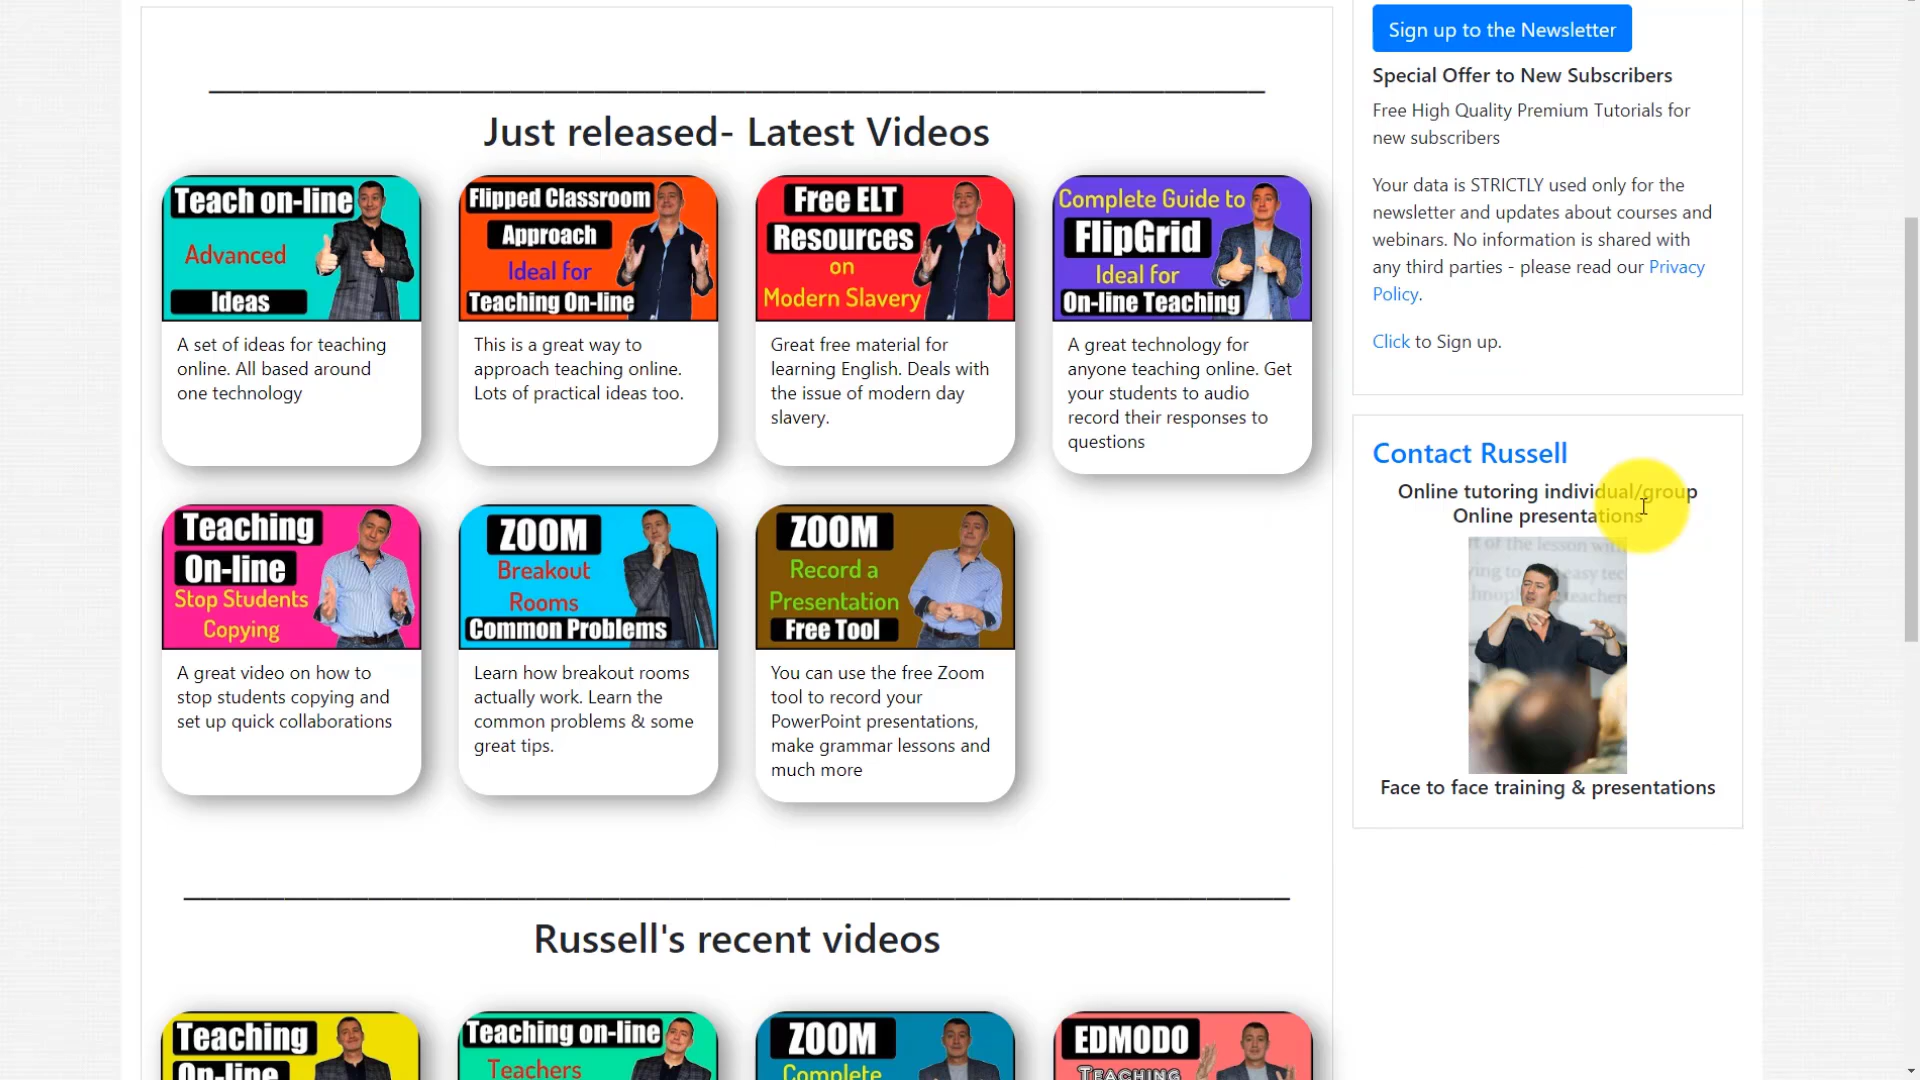 Just released- Latest Videos
Teach on-line
Advanced
Ideas
A set of ideas for teaching
online. All based around
one technology
Flipped Classroom
Approach
Ideal for
Teaching On-line
This is a great way to
approach teaching online.
Lots of practical ideas too.
Free ELT
Resources
on
Modern Slavery
Great free material for
learning English. Deals with
the issue of modern day
slavery.
Complete Guide to
FlipGrid
Ideal for
On-line Teaching
A great technology for
anyone teaching online. Get
your students to audio
record their responses to
questions
Teaching
On-line
Stop Students
Copying
A great video on how to
stop students copying and
set up quick collaborations
ZOOM
Breakout
Rooms
Common Problems
Learn how breakout rooms
actually work. Learn the
common problems & some
great tips.
ZOOM
Record a
Presentation
Free Tool
You can use the free Zoom
tool to record your
PowerPoint presentations,
make grammar lessons and
much more
Russell's recent videos
Teaching
On-line
Teaching on-line
Teachers
ZOOM
Complete
EDMODO
Teaching
Sign up to the Newsletter
Special Offer to New Subscribers
Free High Quality Premium Tutorials for
new subscribers
Your data is STRICTLY used only for the
newsletter and updates about courses and
webinars. No information is shared with
any third parties - please read our Privacy
Policy.
Click to Sign up.
Contact Russell
Online tutoring individual/group
Online presentations
Face to face training & presentations